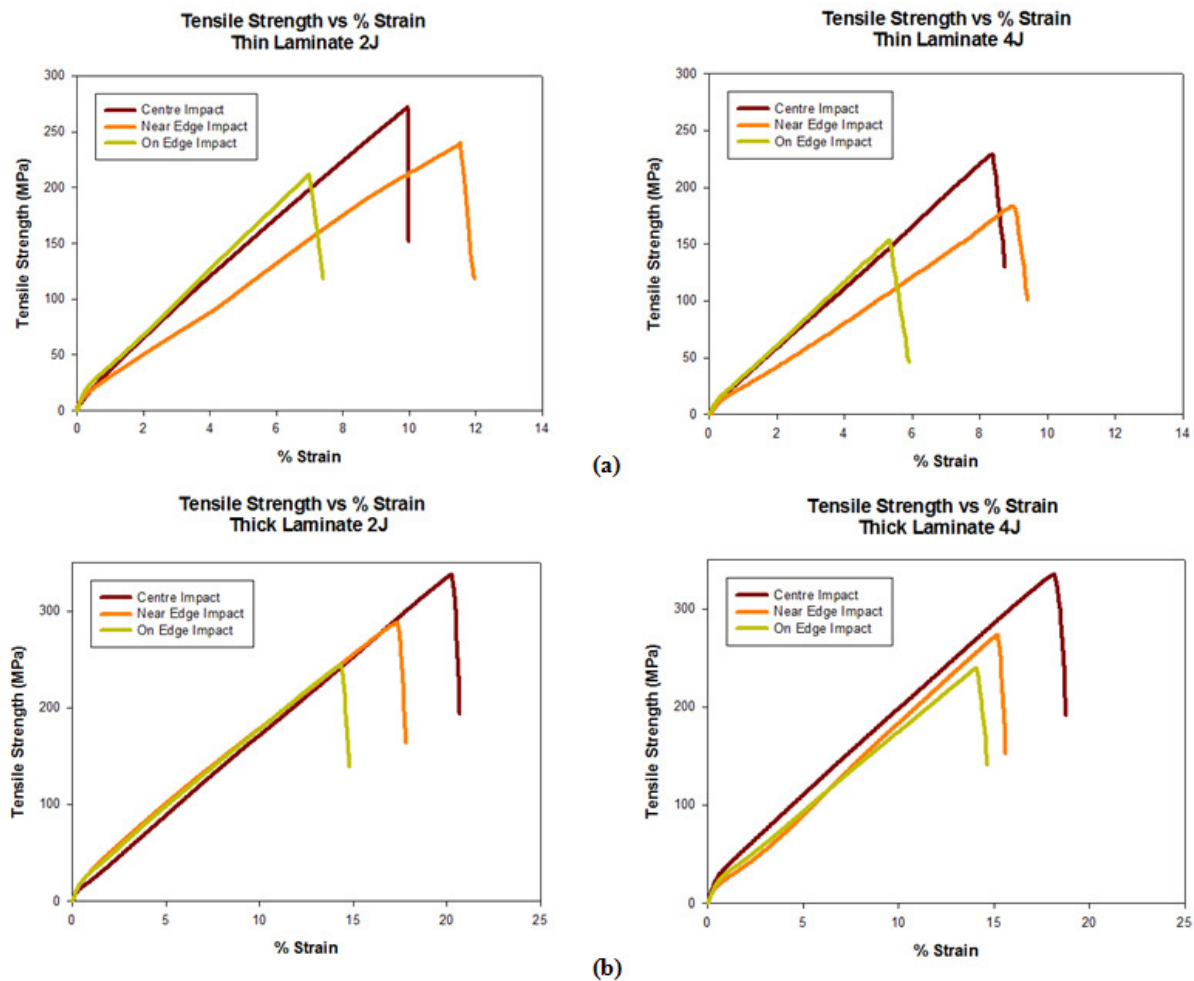 Tensile Strength vs % Strain
Thin Laminate 2J
300
250
200
150
100
50
0
Tensile Strength (MPa)
Centre Impact
Near Edge Impact
On Edge Impact
0 2 4 6 8 10 12 14
% Strain
Tensile Strength vs % Strain
Thin Laminate 4J
300
250
200
150
100
50
0
Tensile Strength (MPa)
Centre Impact
Near Edge Impact
On Edge Impact
0 2 4 6 8 10 12 14
% Strain
(a)
Tensile Strength vs % Strain
Thick Laminate 2J
300
200
100
0
Tensile Strength (MPa)
Centre Impact
Near Edge Impact
On Edge Impact
0 5 10 15 20 25
% Strain
Tensile Strength vs % Strain
Thick Laminate 4J
300
200
100
0
Tensile Strength (MPa)
Centre Impact
Near Edge Impact
On Edge Impact
0 5 10 15 20 25
% Strain
(b)